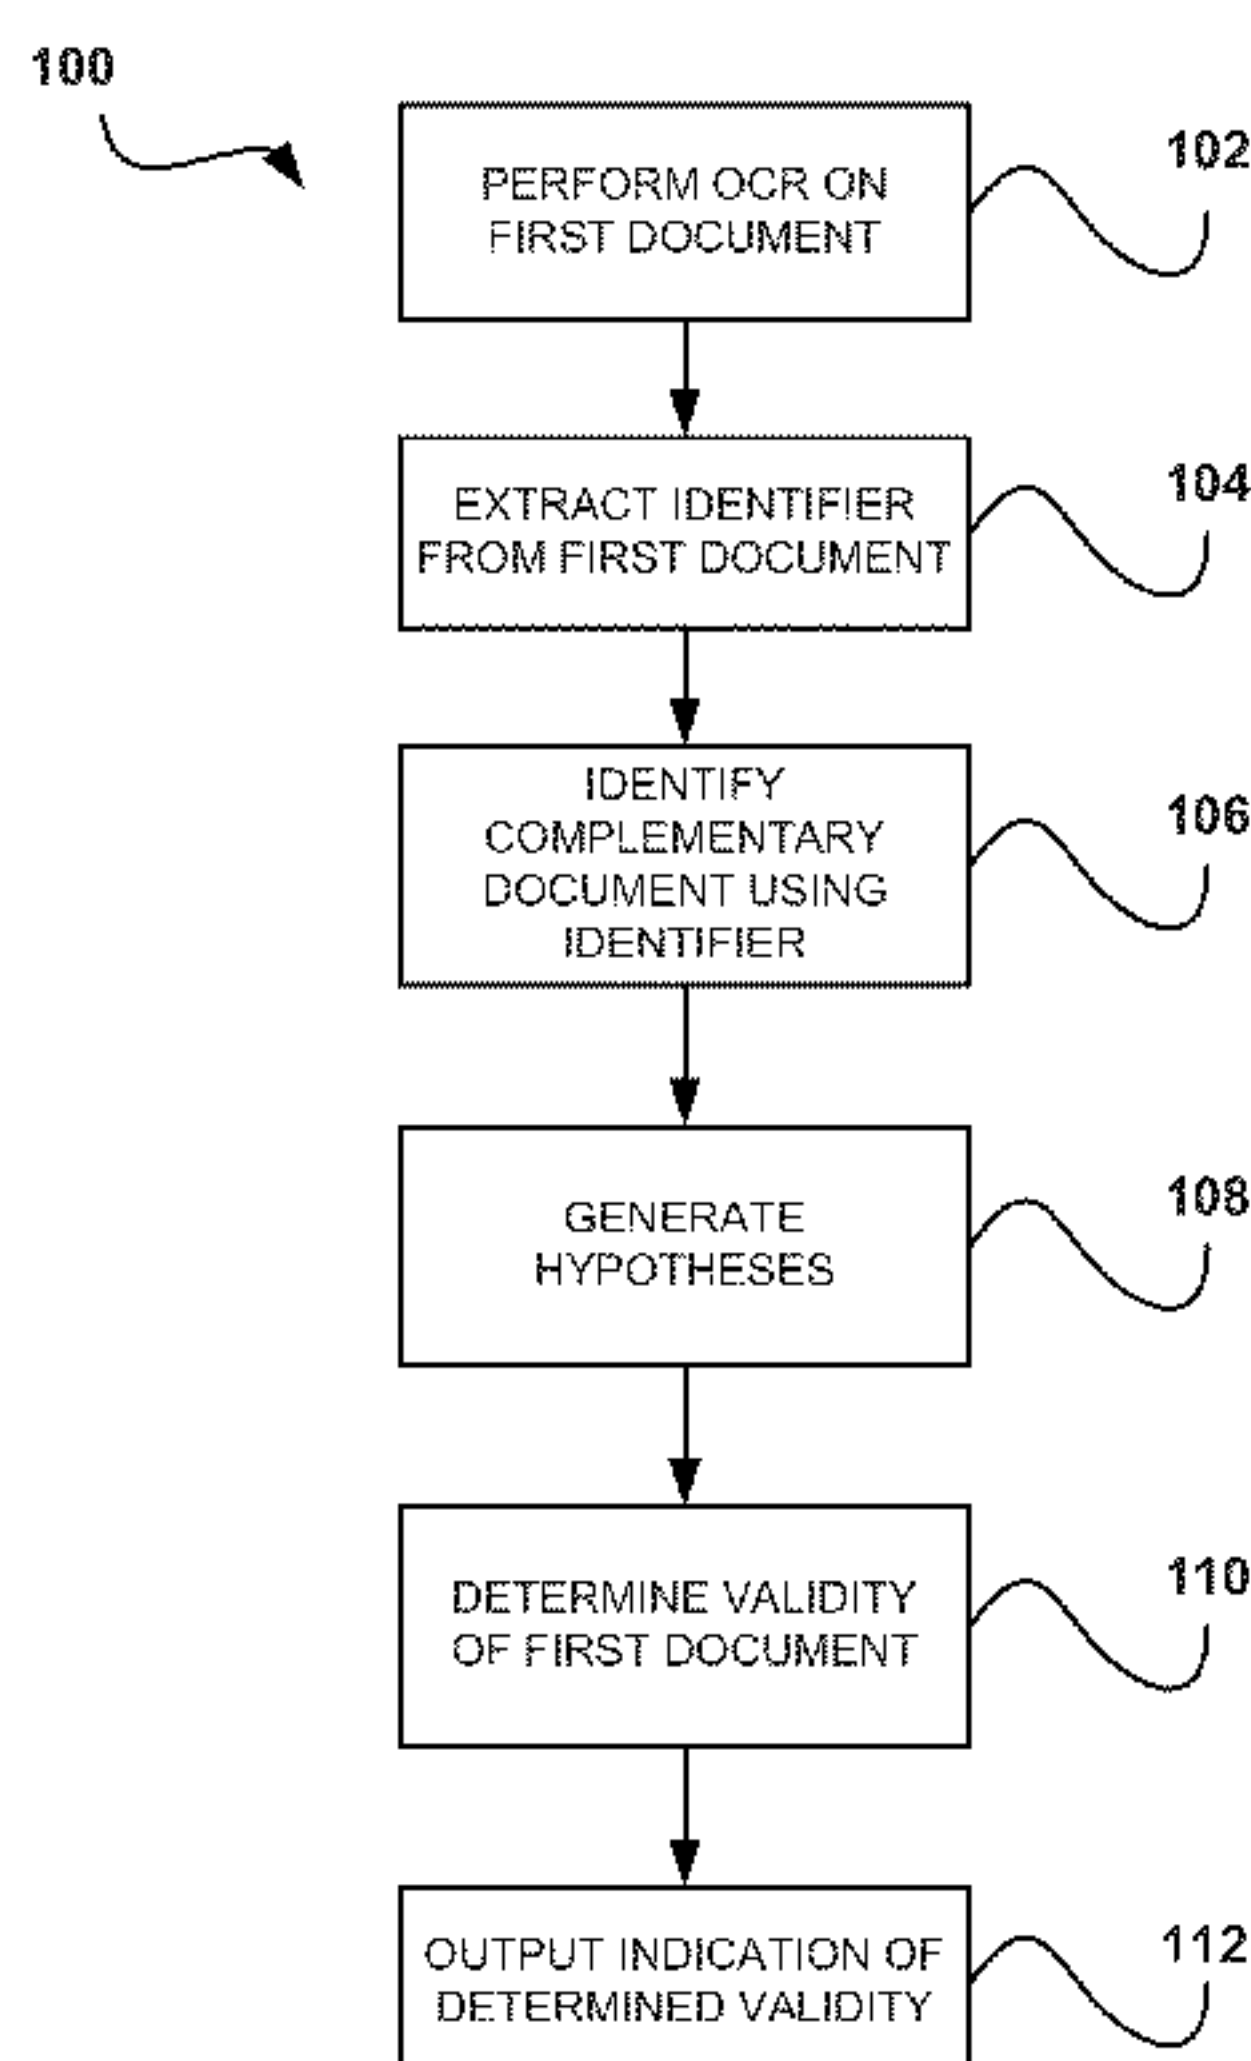 100
102
PERFORM OCR ON
FIRST DOCUMENT
104
EXTRACT IDENTIFIER
FROM FIRST DOCUMENT
106
IDENTIFY
COMPLEMENTARY
DOCUMENT USING
IDENTIFIER
108
GENERATE
HYPOTHESES
110
DETERMINE VALIDITY
OF FIRST DOCUMENT
112
OUTPUT INDICATION OF
DETERMINED VALIDITY